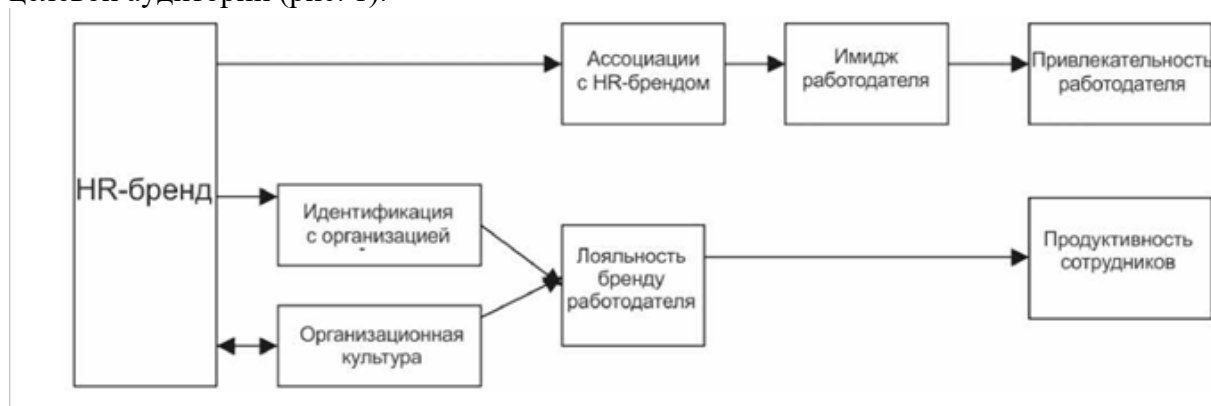 целевой аудитории (рис. 1).
Ассоциации
с HR-брендом
Имидж
работодателя
Привлекательность
работодателя
HR-бренд
Идентификация
с организацией
Лояльность
бренду
работодателя
Продуктивность
сотрудников
Организационная
культура